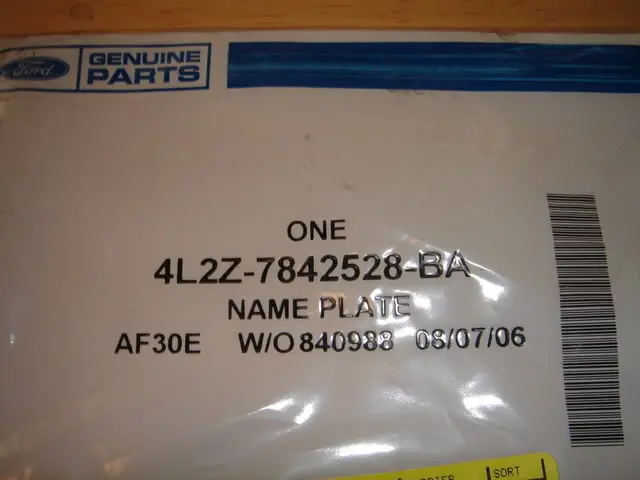 Ford
GENUINE
PARTS
ONE
4L2Z-7842528-BA
NAME PLATE
AF30E W/O 840988 08/07/06
SORT